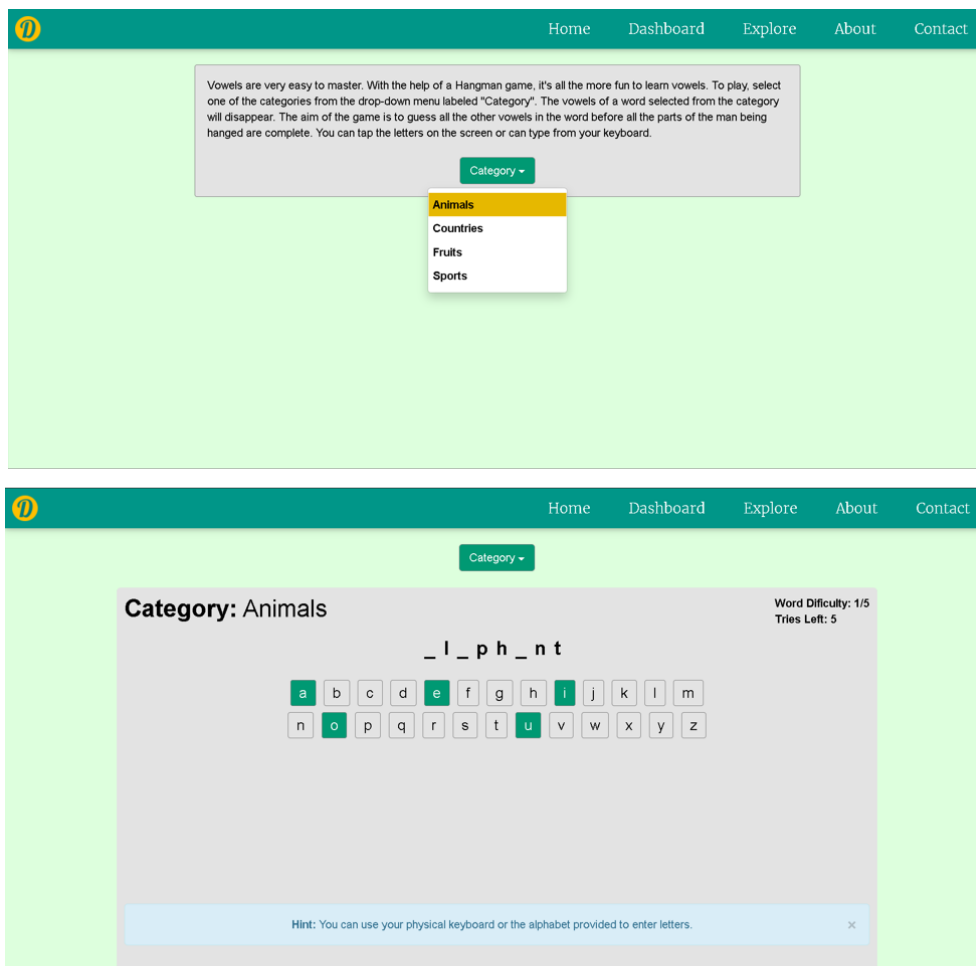 D
Home Dashboard Explore About Contact
Vowels are very easy to master. With the help of a Hangman game, it's all the more fun to learn vowels. To play, select
one of the categories from the drop-down menu labeled "Category". The vowels of a word selected from the category
will disappear. The aim of the game is to guess all the other vowels in the word before all the parts of the man being
hanged are complete. You can tap the letters on the screen or can type from your keyboard.
Category
Animals
Countries
Fruits
Sports
D
Home Dashboard Explore About Contact
Category
Category: Animals
Word Dificulty: 1/5
Tries Left: 5
_ l _ p h _ n t
a b c d e f g h i j k l m
n o p q r s t u v w x y z
Hint: You can use your physical keyboard or the alphabet provided to enter letters. ×